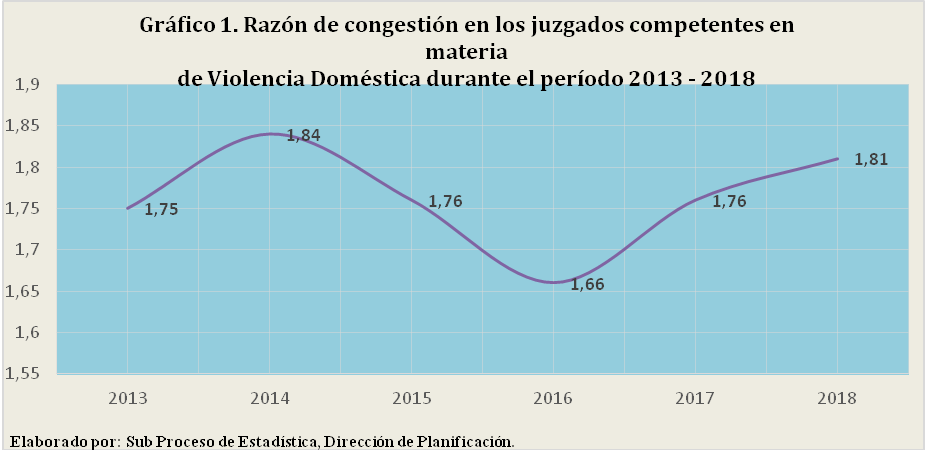 Gráfico 1. Razón de congestión en los juzgados competentes en
materia
de Violencia Doméstica durante el período 2013 - 2018
1,9
1,85
1,8
1,75
1,7
1,65
1,6
1,55
1,75
1,84
1,76
1,66
1,76
1,81
2013 2014 2015 2016 2017 2018
Elaborado por: Sub Proceso de Estadística, Dirección de Planificación.